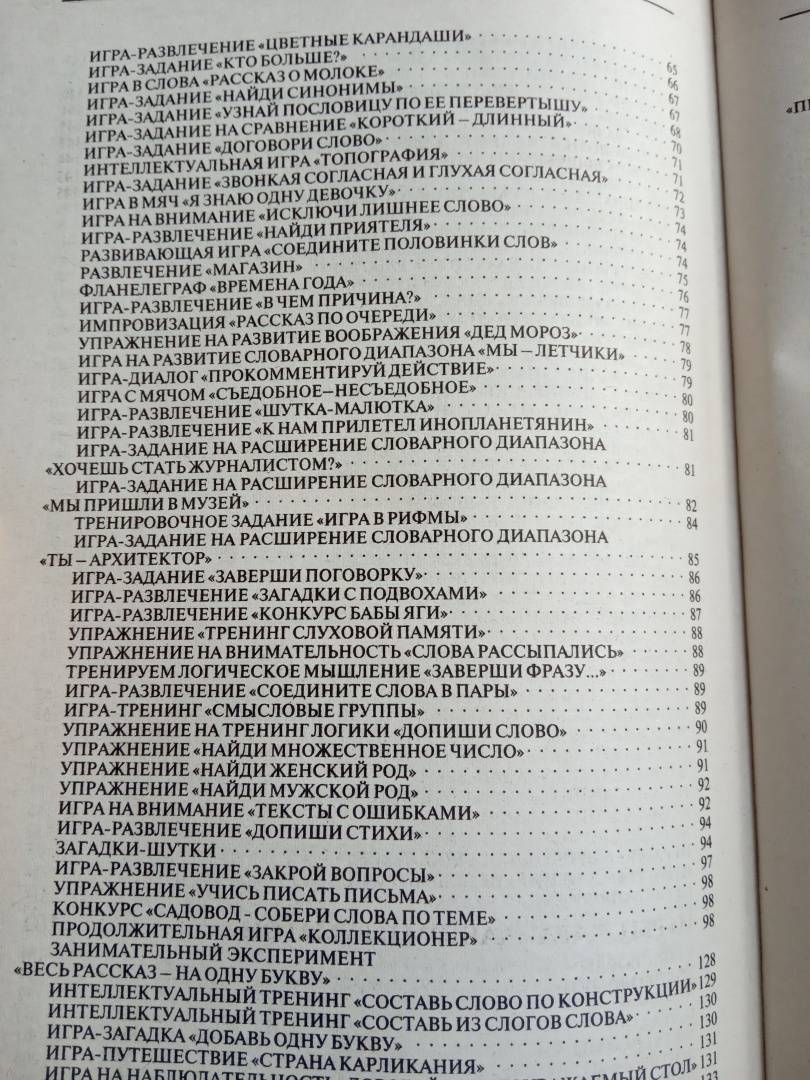 ИГРА-РАЗВЛЕЧЕНИЕ «ЦВЕТНЫЕ КАРАНДАШИ»
ИГРА-ЗАДАНИЕ «КТО БОЛЬШЕ?» 65
ИГРА В СЛОВА «РАССКАЗ О МОЛОКЕ» 66
ИГРА-ЗАДАНИЕ «НАЙДИ СИНОНИМЫ» 67
ИГРА-ЗАДАНИЕ «УЗНАЙ ПОСЛОВИЦУ ПО ЕЕ ПЕРЕВЕРТЫШУ» 67
ИГРА-ЗАДАНИЕ НА СРАВНЕНИЕ «КОРОТКИЙ – ДЛИННЫЙ» 68
ИГРА-ЗАДАНИЕ «ДОГОВОРИ СЛОВО» 70
ИНТЕЛЛЕКТУАЛЬНАЯ ИГРА «ТОПОГРАФИЯ» 71
ИГРА-ЗАДАНИЕ «ЗВОНКАЯ СОГЛАСНАЯ И ГЛУХАЯ СОГЛАСНАЯ» 71
ИГРА В МЯЧ «Я ЗНАЮ ОДНУ ДЕВОЧКУ» 72
ИГРА НА ВНИМАНИЕ «ИСКЛЮЧИ ЛИШНЕЕ СЛОВО» 73
ИГРА-РАЗВЛЕЧЕНИЕ «НАЙДИ ПРИЯТЕЛЯ» 74
РАЗВИВАЮЩАЯ ИГРА «СОЕДИНИТЕ ПОЛОВИНКИ СЛОВ» 74
РАЗВЛЕЧЕНИЕ «МАГАЗИН» 74
ФЛАНЕЛЕГРАФ «ВРЕМЕНА ГОДА» 75
ИГРА-РАЗВЛЕЧЕНИЕ «В ЧЕМ ПРИЧИНА?» 76
ИМПРОВИЗАЦИЯ «РАССКАЗ ПО ОЧЕРЕДИ» 77
УПРАЖНЕНИЕ НА РАЗВИТИЕ ВООБРАЖЕНИЯ «ДЕД МОРОЗ» 77
ИГРА НА РАЗВИТИЕ СЛОВАРНОГО ДИАПАЗОНА «МЫ – ЛЕТЧИКИ» 78
ИГРА-ДИАЛОГ «ПРОКОММЕНТИРУЙ ДЕЙСТВИЕ» 79
ИГРА С МЯЧОМ «СЪЕДОБНОЕ–НЕСЪЕДОБНОЕ» 79
ИГРА-РАЗВЛЕЧЕНИЕ «ШУТКА-МАЛЮТКА» 80
ИГРА-РАЗВЛЕЧЕНИЕ «К НАМ ПРИЛЕТЕЛ ИНОПЛАНЕТЯНИН» 80
ИГРА-ЗАДАНИЕ НА РАСШИРЕНИЕ СЛОВАРНОГО ДИАПАЗОНА 81
«ХОЧЕШЬ СТАТЬ ЖУРНАЛИСТОМ?» 81
ИГРА-ЗАДАНИЕ НА РАСШИРЕНИЕ СЛОВАРНОГО ДИАПАЗОНА
«МЫ ПРИШЛИ В МУЗЕЙ» 82
ТРЕНИРОВОЧНОЕ ЗАДАНИЕ «ИГРА В РИФМЫ» 84
ИГРА-ЗАДАНИЕ НА РАСШИРЕНИЕ СЛОВАРНОГО ДИАПАЗОНА
«ТЫ – АРХИТЕКТОР» 85
ИГРА-ЗАДАНИЕ «ЗАВЕРШИ ПОГОВОРКУ» 86
ИГРА-РАЗВЛЕЧЕНИЕ «ЗАГАДКИ С ПОДВОХАМИ» 86
ИГРА-РАЗВЛЕЧЕНИЕ «КОНКУРС БАБЫ ЯГИ» 87
УПРАЖНЕНИЕ «ТРЕНИНГ СЛУХОВОЙ ПАМЯТИ» 88
УПРАЖНЕНИЕ НА ВНИМАТЕЛЬНОСТЬ «СЛОВА РАССЫПАЛИСЬ» 88
ТРЕНИРУЕМ ЛОГИЧЕСКОЕ МЫШЛЕНИЕ «ЗАВЕРШИ ФРАЗУ...» 89
ИГРА-РАЗВЛЕЧЕНИЕ «СОЕДИНИТЕ СЛОВА В ПАРЫ» 89
ИГРА-ТРЕНИНГ «СМЫСЛОВЫЕ ГРУППЫ» 89
УПРАЖНЕНИЕ НА ТРЕНИНГ ЛОГИКИ «ДОПИШИ СЛОВО» 90
УПРАЖНЕНИЕ «НАЙДИ МНОЖЕСТВЕННОЕ ЧИСЛО» 91
УПРАЖНЕНИЕ «НАЙДИ ЖЕНСКИЙ РОД» 91
УПРАЖНЕНИЕ «НАЙДИ МУЖСКОЙ РОД» 92
ИГРА НА ВНИМАНИЕ «ТЕКСТЫ С ОШИБКАМИ» 92
ИГРА-РАЗВЛЕЧЕНИЕ «ДОПИШИ СТИХИ» 94
ЗАГАДКИ-ШУТКИ 94
ИГРА-РАЗВЛЕЧЕНИЕ «ЗАКРОЙ ВОПРОСЫ» 97
УПРАЖНЕНИЕ «УЧИСЬ ПИСАТЬ ПИСЬМА» 98
КОНКУРС «САДОВОД - СОБЕРИ СЛОВА ПО ТЕМЕ» 98
ПРОДОЛЖИТЕЛЬНАЯ ИГРА «КОЛЛЕКЦИОНЕР» 98
ЗАНИМАТЕЛЬНЫЙ ЭКСПЕРИМЕНТ
«ВЕСЬ РАССКАЗ – НА ОДНУ БУКВУ» 128
ИНТЕЛЛЕКТУАЛЬНЫЙ ТРЕНИНГ «СОСТАВЬ СЛОВО ПО КОНСТРУКЦИИ» 129
ИНТЕЛЛЕКТУАЛЬНЫЙ ТРЕНИНГ «СОСТАВЬ ИЗ СЛОГОВ СЛОВА» 130
ИГРА-ЗАГАДКА «ДОБАВЬ ОДНУ БУКВУ» 130
ИГРА-ПУТЕШЕСТВИЕ «СТРАНА КАРЛИКАНИЯ» 131
ИГРА НА НАБЛЮДАТЕЛЬНОСТЬ СТОЛ» 131